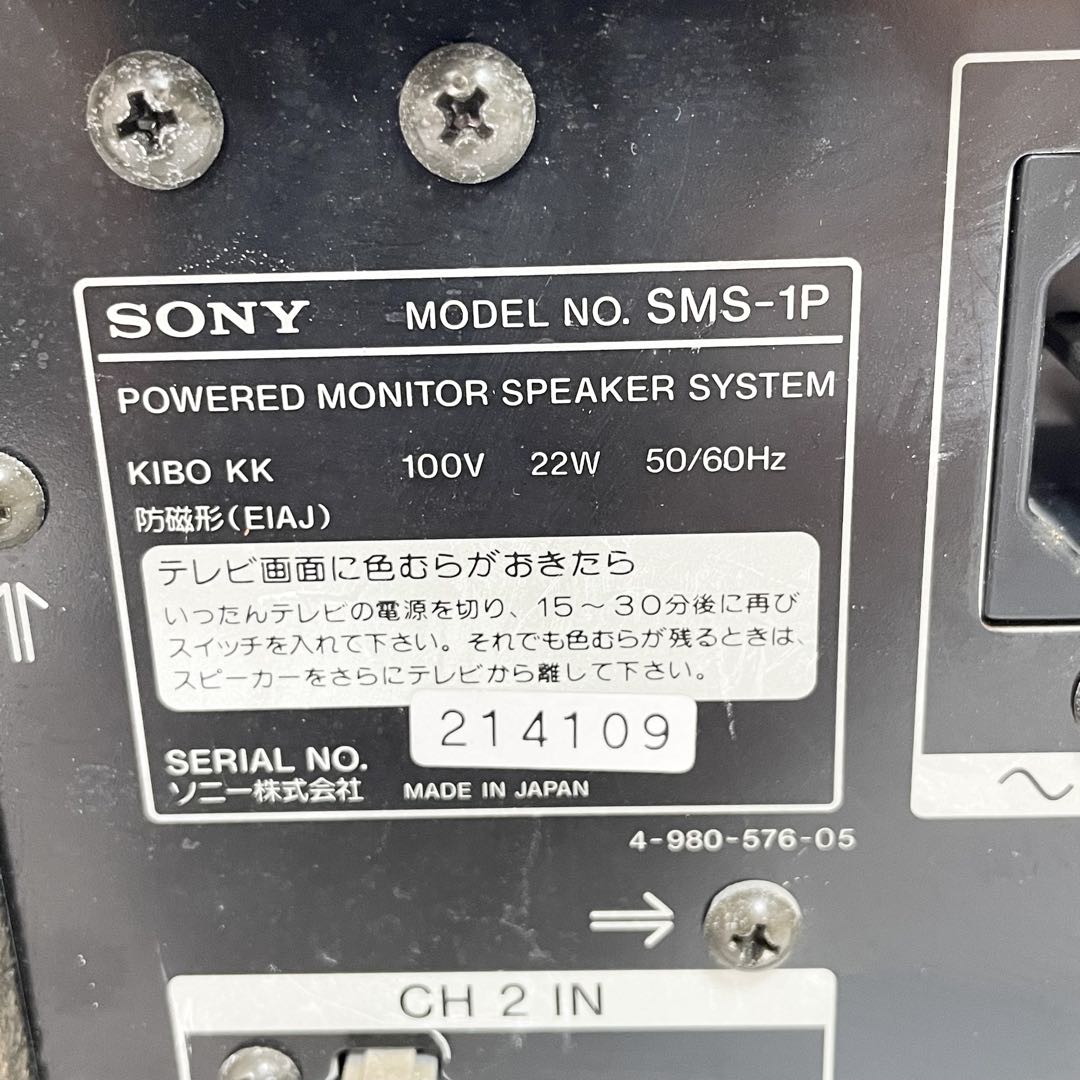 SONY MODEL NO. SMS-1P
POWERED MONITOR SPEAKER SYSTEM
KIBO KK 100V 22W 50/60Hz
防磁形(EIAJ)
テレビ画面に色むらがおきたら
いったんテレビの電源を切り、15〜30分後に再び
スイッチを入れて下さい。それでも色むらが残るときは、
スピーカーをさらにテレビから離して下さい。
214109
SERIAL NO.
ソニー株式会社 MADE IN JAPAN
4-980-576-05
CH 2 IN